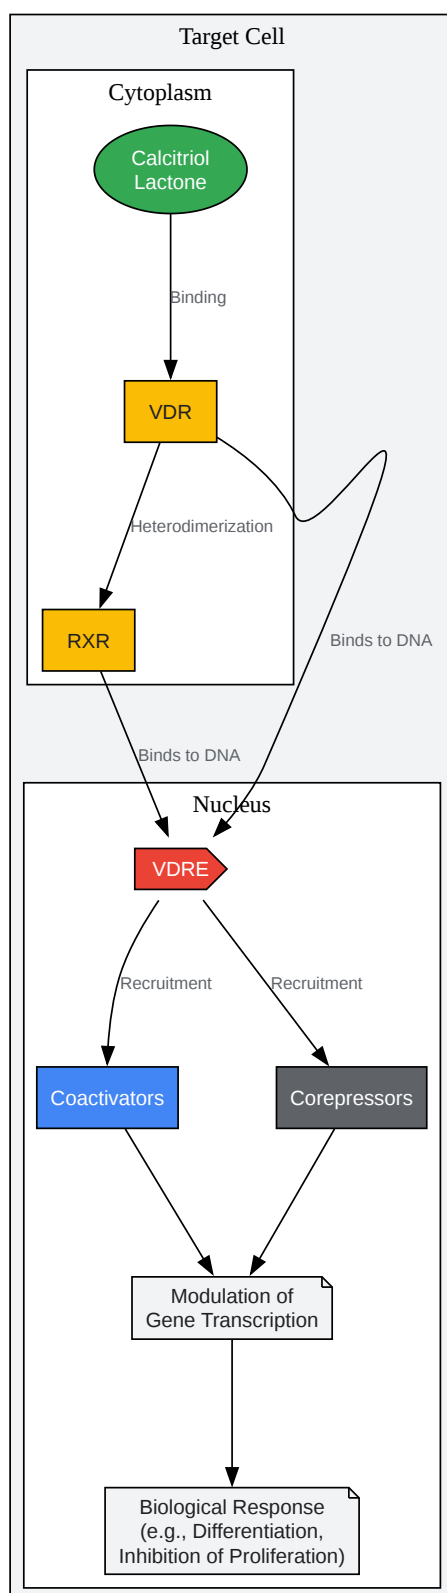 Target Cell
Cytoplasm
Calcitriol
Lactone
Binding
VDR
Heterodimerization
RXR
Binds to DNA
Binds to DNA
Nucleus
VDRE
Recruitment
Recruitment
Coactivators
Corepressors
Modulation of
Gene Transcription
Biological Response
(e.g., Differentiation,
Inhibition of Proliferation)